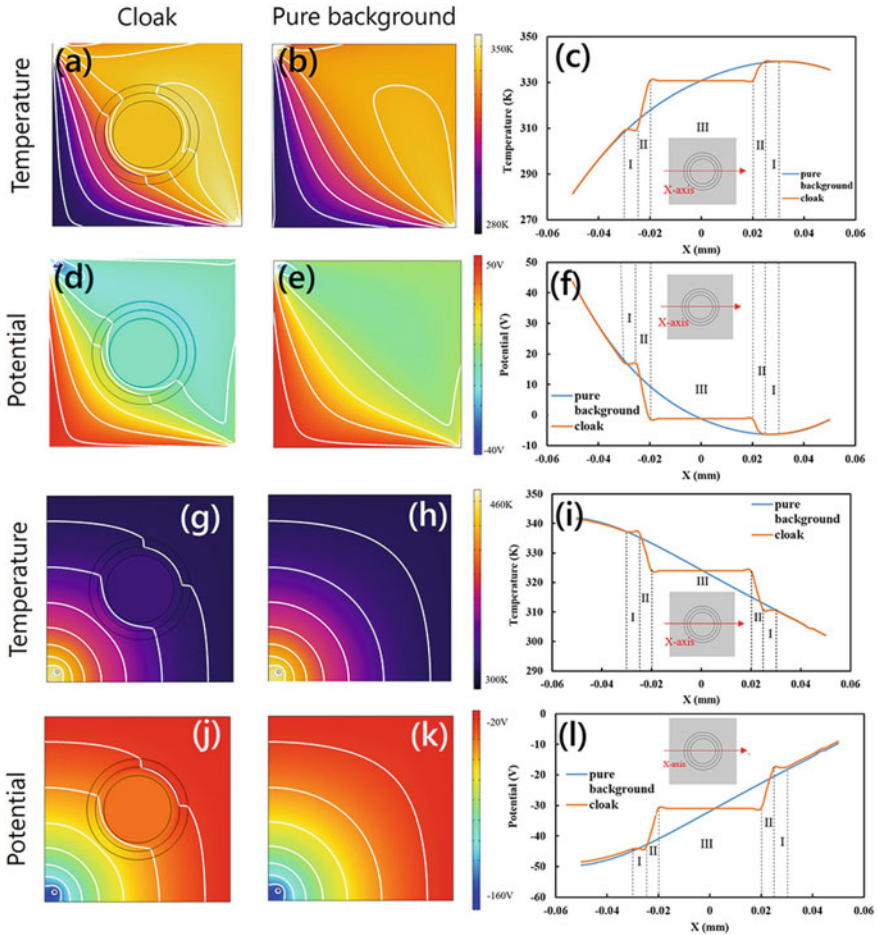 Cloak
Pure background
Temperature
(a)
(b)
350K
280K
(c)
350
330
310
290
270
Temperature (K)
III
II
II
I
I
X-axis
pure
background
cloak
-0.06
-0.04
-0.02
0
0.02
0.04
0.06
X (mm)
Potential
(d)
(e)
50V
-40V
(f)
50
40
30
20
10
0
-10
Potential (V)
I
II
III
II
I
X-axis
pure
background
cloak
-0.06
-0.04
-0.02
0
0.02
0.04
0.06
X (mm)
Temperature
(g)
(h)
460K
300K
(i)
350
340
330
320
310
300
290
Temperature (K)
pure
background
cloak
III
I
II
II
I
X-axis
-0.06
-0.04
-0.02
0
0.02
0.04
0.06
X (mm)
Potential
(j)
(k)
-20V
-160V
(l)
0
-10
-20
-30
-40
-50
-60
Potential (V)
X-axis
pure
background
cloak
I
II
III
II
I
-0.06
-0.04
-0.02
0
0.02
0.04
0.06
X (mm)